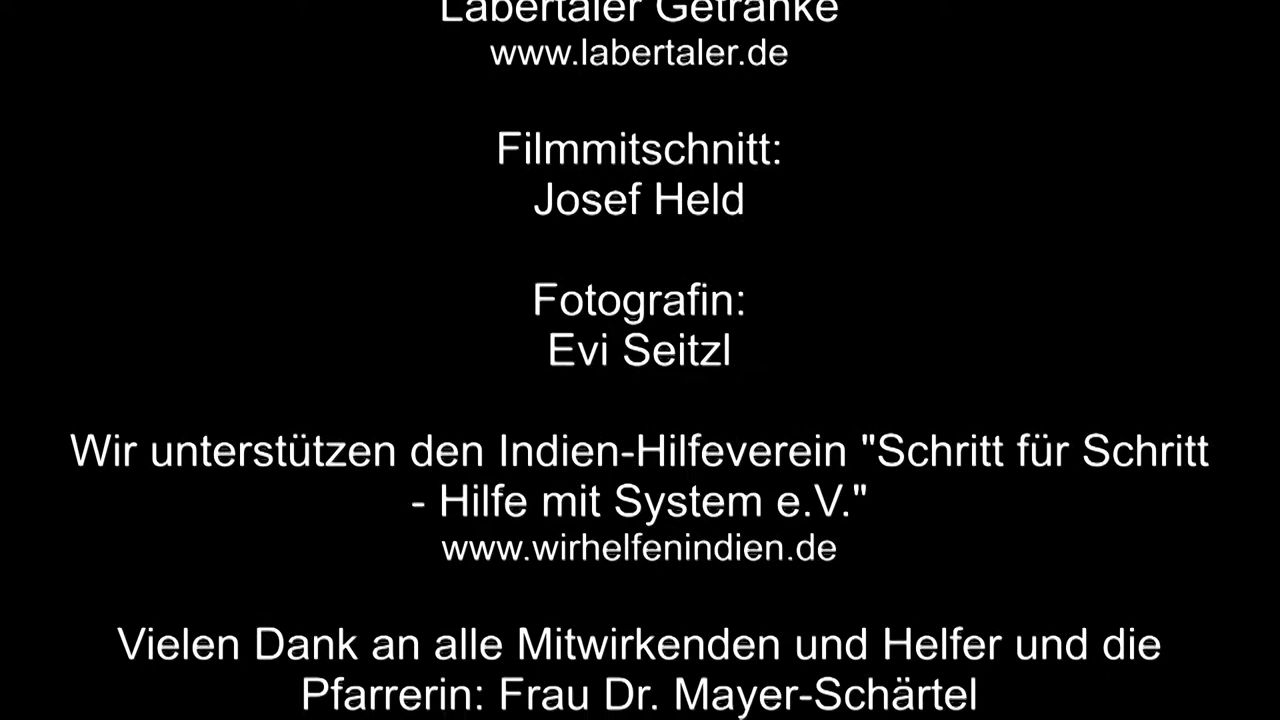 Labertaler Getränke
www.labertaler.de
Filmmitschnitt:
Josef Held
Fotografin:
Evi Seitzl
Wir unterstützen den Indien-Hilfeverein "Schritt für Schritt
- Hilfe mit System e.V."
www.wirhelfenindien.de
Vielen Dank an alle Mitwirkenden und Helfer und die
Pfarrerin: Frau Dr. Mayer-Schärtel